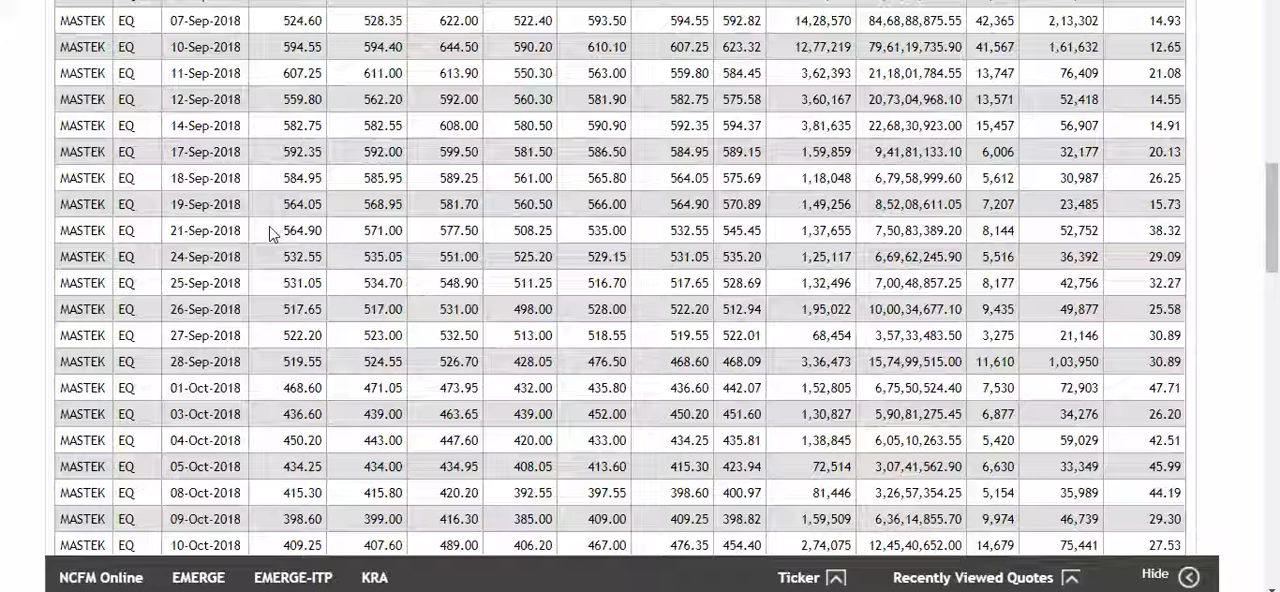 MASTEK EQ 07-Sep-2018 524.60 528.35 622.00 522.40 593.50 594.55 592.82 14,28,570 84,68,88,875.55 42,365 2,13,302 14.93
MASTEK EQ 10-Sep-2018 594.55 594.40 644.50 590.20 610.10 607.25 623.32 12,77,219 79,61,19,735.90 41,567 1,61,632 12.65
MASTEK EQ 11-Sep-2018 607.25 611.00 613.90 550.30 563.00 559.80 584.45 3,62,393 21,18,01,784.55 13,747 76,409 21.08
MASTEK EQ 12-Sep-2018 559.80 562.20 592.00 560.30 581.90 582.75 575.58 3,60,167 20,73,04,968.10 13,571 52,418 14.55
MASTEK EQ 14-Sep-2018 582.75 582.55 608.00 580.50 590.90 592.35 594.37 3,81,635 22,68,30,923.00 15,457 56,907 14.91
MASTEK EQ 17-Sep-2018 592.35 592.00 599.50 581.50 586.50 584.95 589.15 1,59,859 9,41,81,133.10 6,006 32,177 20.13
MASTEK EQ 18-Sep-2018 584.95 585.95 589.25 561.00 565.80 564.05 575.69 1,18,048 6,79,58,999.60 5,612 30,987 26.25
MASTEK EQ 19-Sep-2018 564.05 568.95 581.70 560.50 566.00 564.90 570.89 1,49,256 8,52,08,611.05 7,207 23,485 15.73
MASTEK EQ 21-Sep-2018 564.90 571.00 577.50 508.25 535.00 532.55 545.45 1,37,655 7,50,83,389.20 8,144 52,752 38.32
MASTEK EQ 24-Sep-2018 532.55 535.05 551.00 525.20 529.15 531.05 535.20 1,25,117 6,69,62,245.90 5,516 36,392 29.09
MASTEK EQ 25-Sep-2018 531.05 534.70 548.90 511.25 516.70 517.65 528.69 1,32,496 7,00,48,857.25 8,177 42,756 32.27
MASTEK EQ 26-Sep-2018 517.65 517.00 531.00 498.00 528.00 522.20 512.94 1,95,022 10,00,34,677.10 9,435 49,877 25.58
MASTEK EQ 27-Sep-2018 522.20 523.00 532.50 513.00 518.55 519.55 522.01 68,454 3,57,33,483.50 3,275 21,146 30.89
MASTEK EQ 28-Sep-2018 519.55 524.55 526.70 428.05 476.50 468.60 468.09 3,36,473 15,74,99,515.00 11,610 1,03,950 30.89
MASTEK EQ 01-Oct-2018 468.60 471.05 473.95 432.00 435.80 436.60 442.07 1,52,805 6,75,50,524.40 7,530 72,903 47.71
MASTEK EQ 03-Oct-2018 436.60 439.00 463.65 439.00 452.00 450.20 451.60 1,30,827 5,90,81,275.45 6,877 34,276 26.20
MASTEK EQ 04-Oct-2018 450.20 443.00 447.60 420.00 433.00 434.25 435.81 1,38,845 6,05,10,263.55 5,420 59,029 42.51
MASTEK EQ 05-Oct-2018 434.25 434.00 434.95 408.05 413.60 415.30 423.94 72,514 3,07,41,562.90 6,630 33,349 45.99
MASTEK EQ 08-Oct-2018 415.30 415.80 420.20 392.55 397.55 398.60 400.97 81,446 3,26,57,354.25 5,154 35,989 44.19
MASTEK EQ 09-Oct-2018 398.60 399.00 416.30 385.00 409.00 409.25 398.82 1,59,509 6,36,14,855.70 9,974 46,739 29.30
MASTEK EQ 10-Oct-2018 409.25 407.60 489.00 406.20 467.00 476.35 454.40 2,74,075 12,45,40,652.00 14,679 75,441 27.53
NCFM Online EMERGE EMERGE-ITP KRA Ticker Recently Viewed Quotes Hide